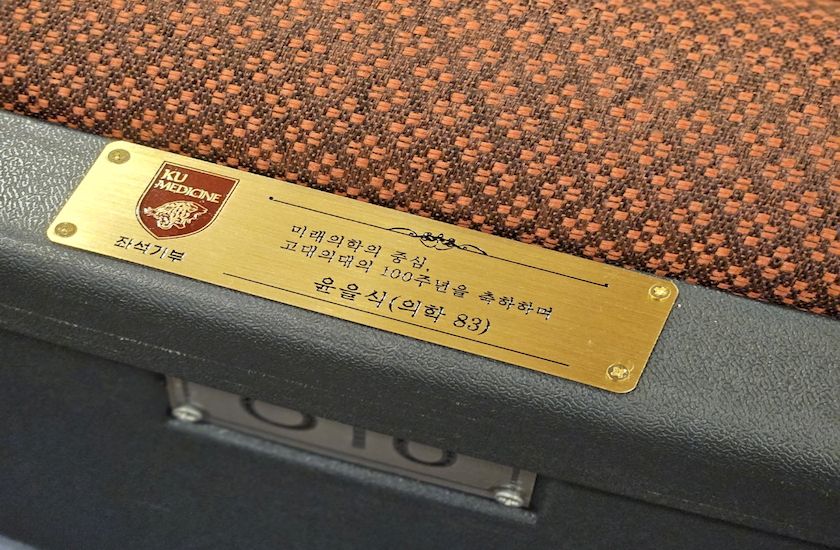 KU
MEDICINE
좌석기부
미래의학의 중심,
고대의대의 100주년을 축하하며
윤을식(의학 83)